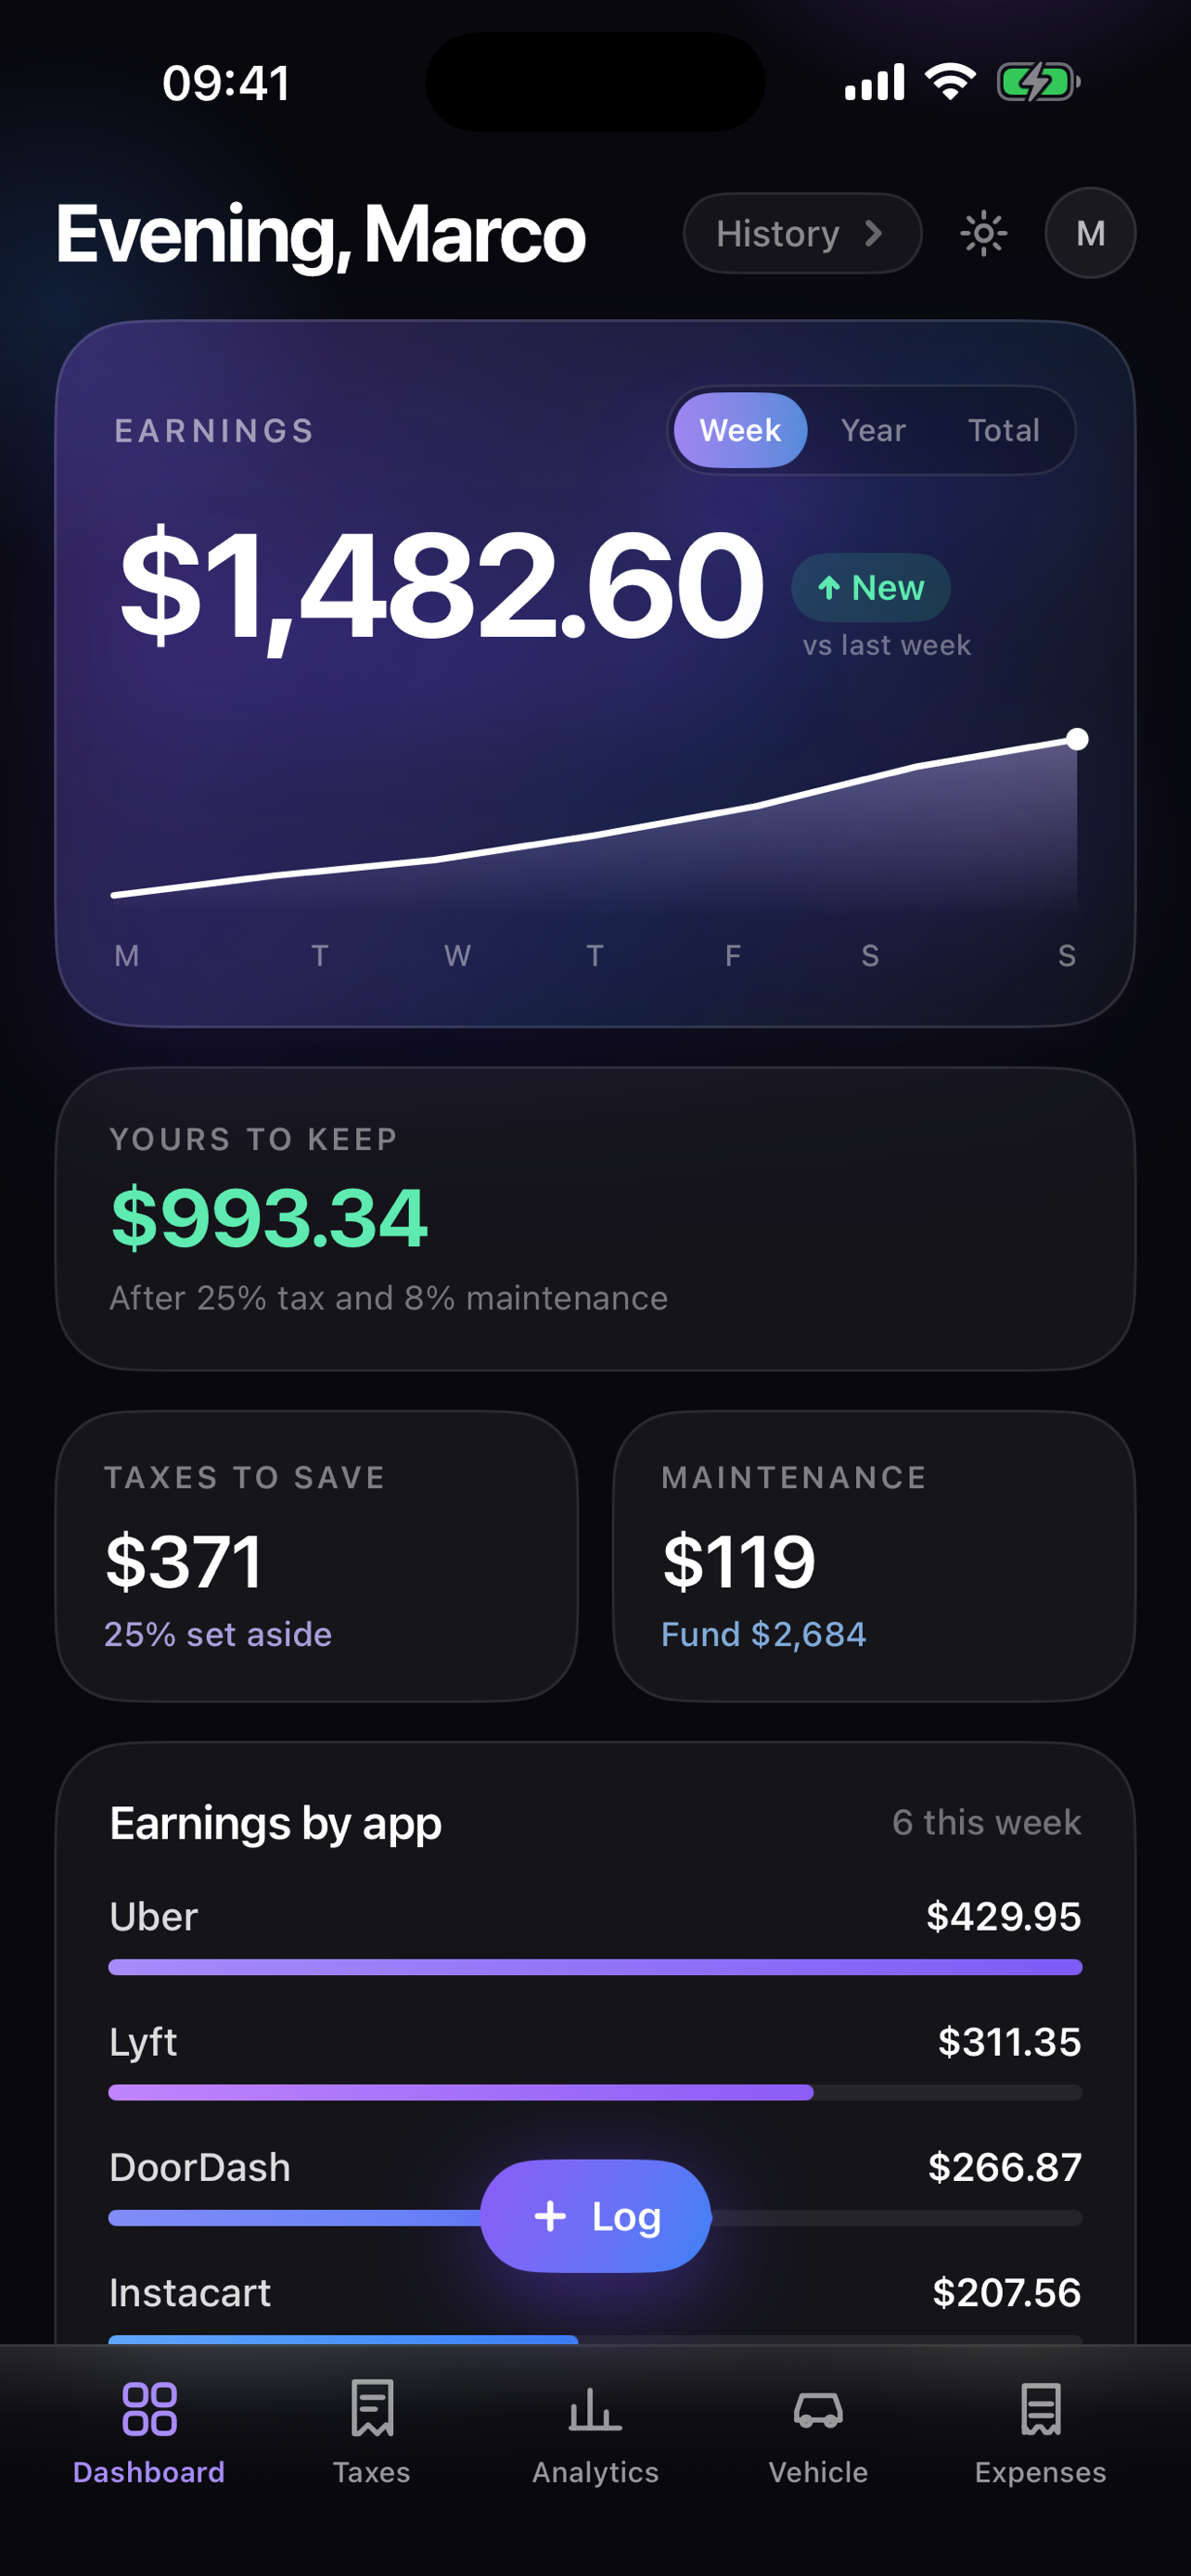 09:41
Evening, Marco
History
M
EARNINGS
Week Year Total
$1,482.60
New
vs last week
M T W T F S S
YOURS TO KEEP
$993.34
After 25% tax and 8% maintenance
TAXES TO SAVE
$371
25% set aside
MAINTENANCE
$119
Fund $2,684
Earnings by app 6 this week
Uber $429.95
Lyft $311.35
DoorDash $266.87
+ Log
Instacart $207.56
Dashboard Taxes Analytics Vehicle Expenses